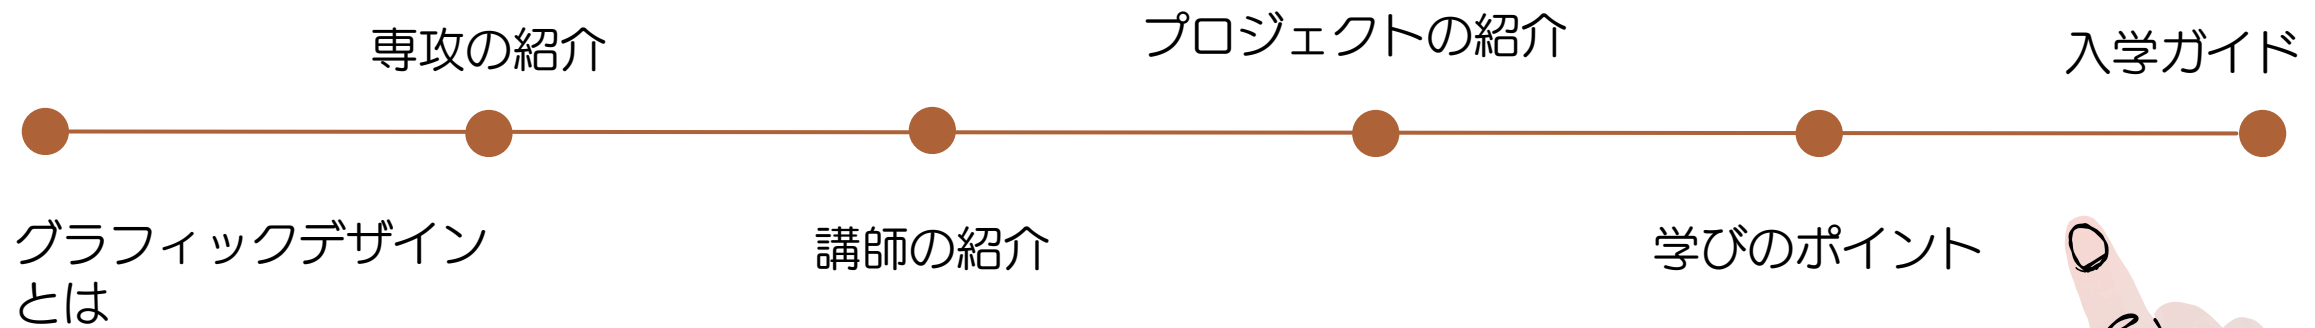 グラフィックデザイン
とは
専攻の紹介
講師の紹介
プロジェクトの紹介
学びのポイント
入学ガイド